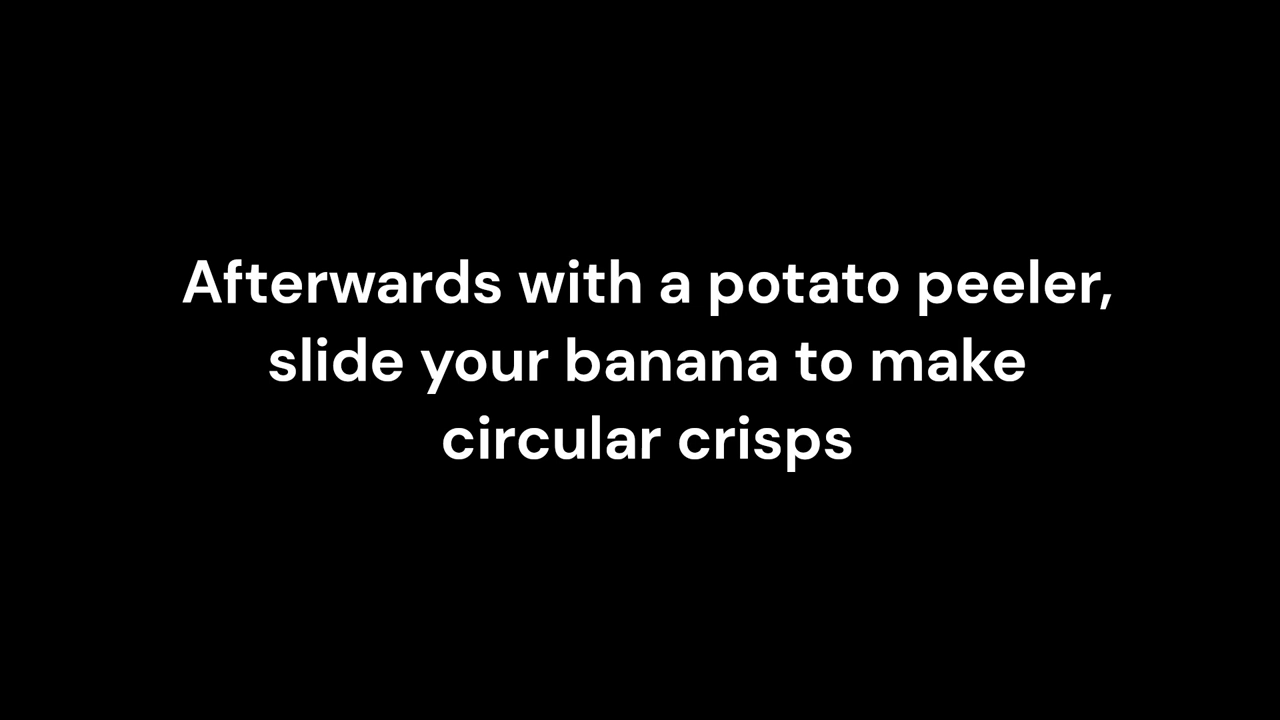 Afterwards with a potato peeler,
slide your banana to make
circular crisps